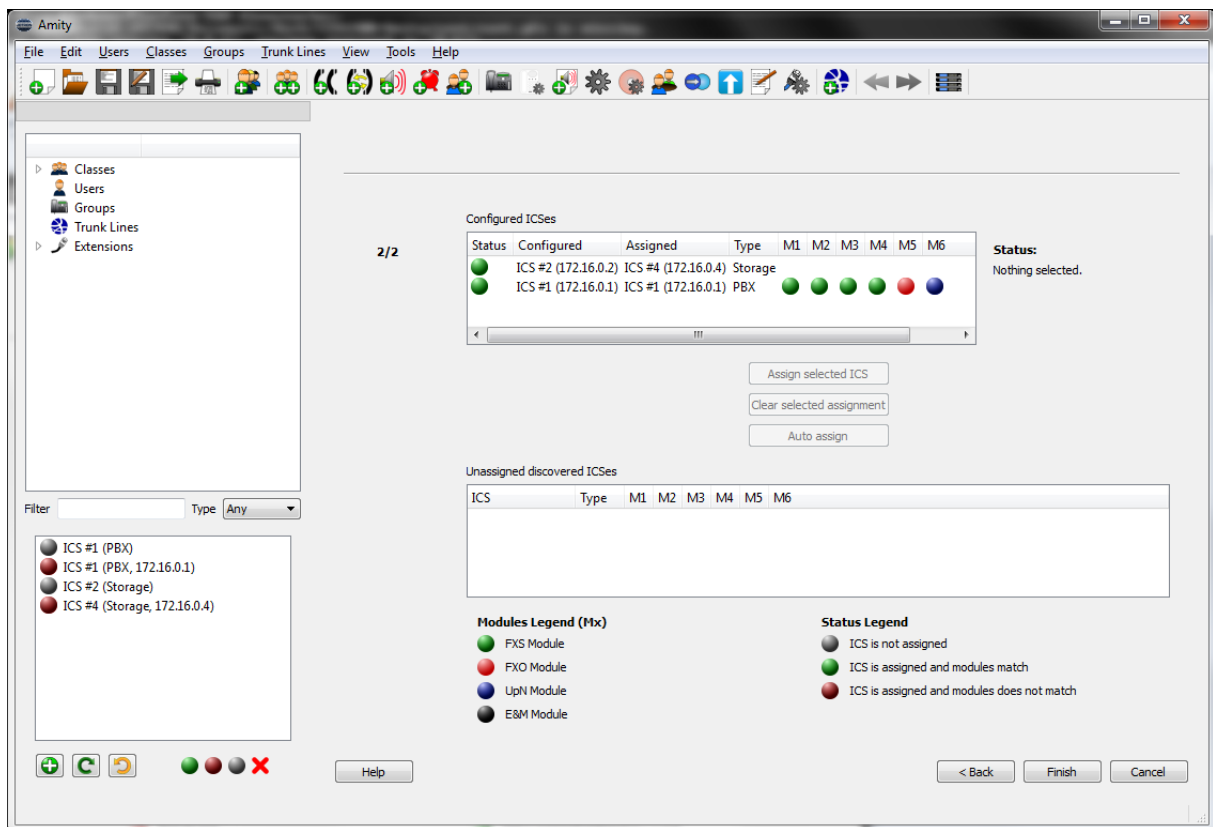 Amity
File Edit Users Classes Groups Trunk Lines View Tools Help
Classes
Users
Groups
Trunk Lines
Extensions
Filter Type Any
ICS #1 (PBX)
ICS #1 (PBX, 172.16.0.1)
ICS #2 (Storage)
ICS #4 (Storage, 172.16.0.4)
2/2
Configured ICSes
Status Configured Assigned Type M1 M2 M3 M4 M5 M6
ICS #2 (172.16.0.2) ICS #4 (172.16.0.4) Storage
ICS #1 (172.16.0.1) ICS #1 (172.16.0.1) PBX
Status:
Nothing selected.
Assign selected ICS
Clear selected assignment
Auto assign
Unassigned discovered ICSes
ICS Type M1 M2 M3 M4 M5 M6
Modules Legend (Mx)
FXS Module
FXO Module
UpN Module
E&M Module
Status Legend
ICS is not assigned
ICS is assigned and modules match
ICS is assigned and modules does not match
Help
< Back Finish Cancel